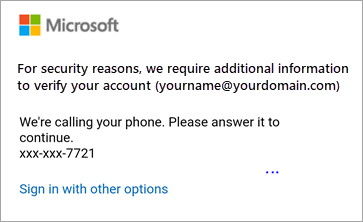 Microsoft
For security reasons, we require additional information
to verify your account (yourname@yourdomain.com)
We're calling your phone. Please answer it to
continue.
xxx-xxx-7721
Sign in with other options